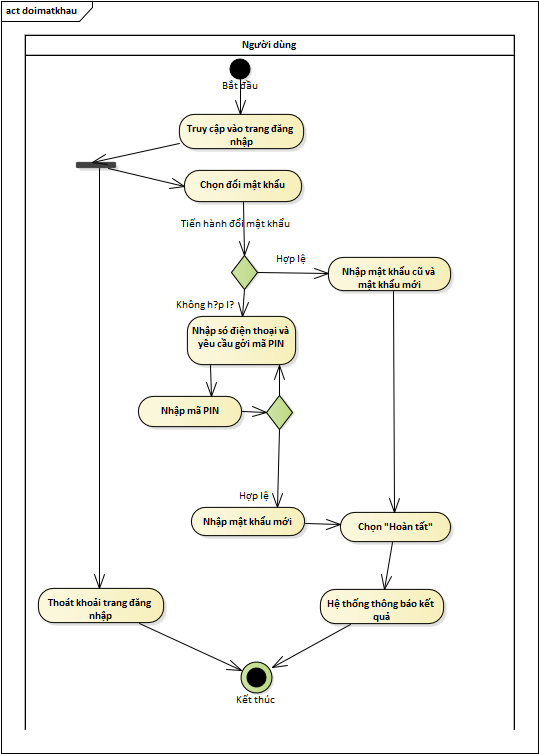 act doimatkhau
Người dùng
Bắt đầu
Truy cập vào trang đăng
nhập
Chọn đổi mật khẩu
Tiến hành đổi mật khẩu
Hợp lệ
Nhập mật khẩu cũ và
mật khẩu mới
Không h?p l?
Nhập số điện thoại và
yêu cầu gởi mã PIN
Nhập mã PIN
Hợp lệ
Nhập mật khẩu mới
Chọn "Hoàn tất"
Thoát khoải trang đăng
nhập
Hệ thống thông báo kết
quả
Kết thúc